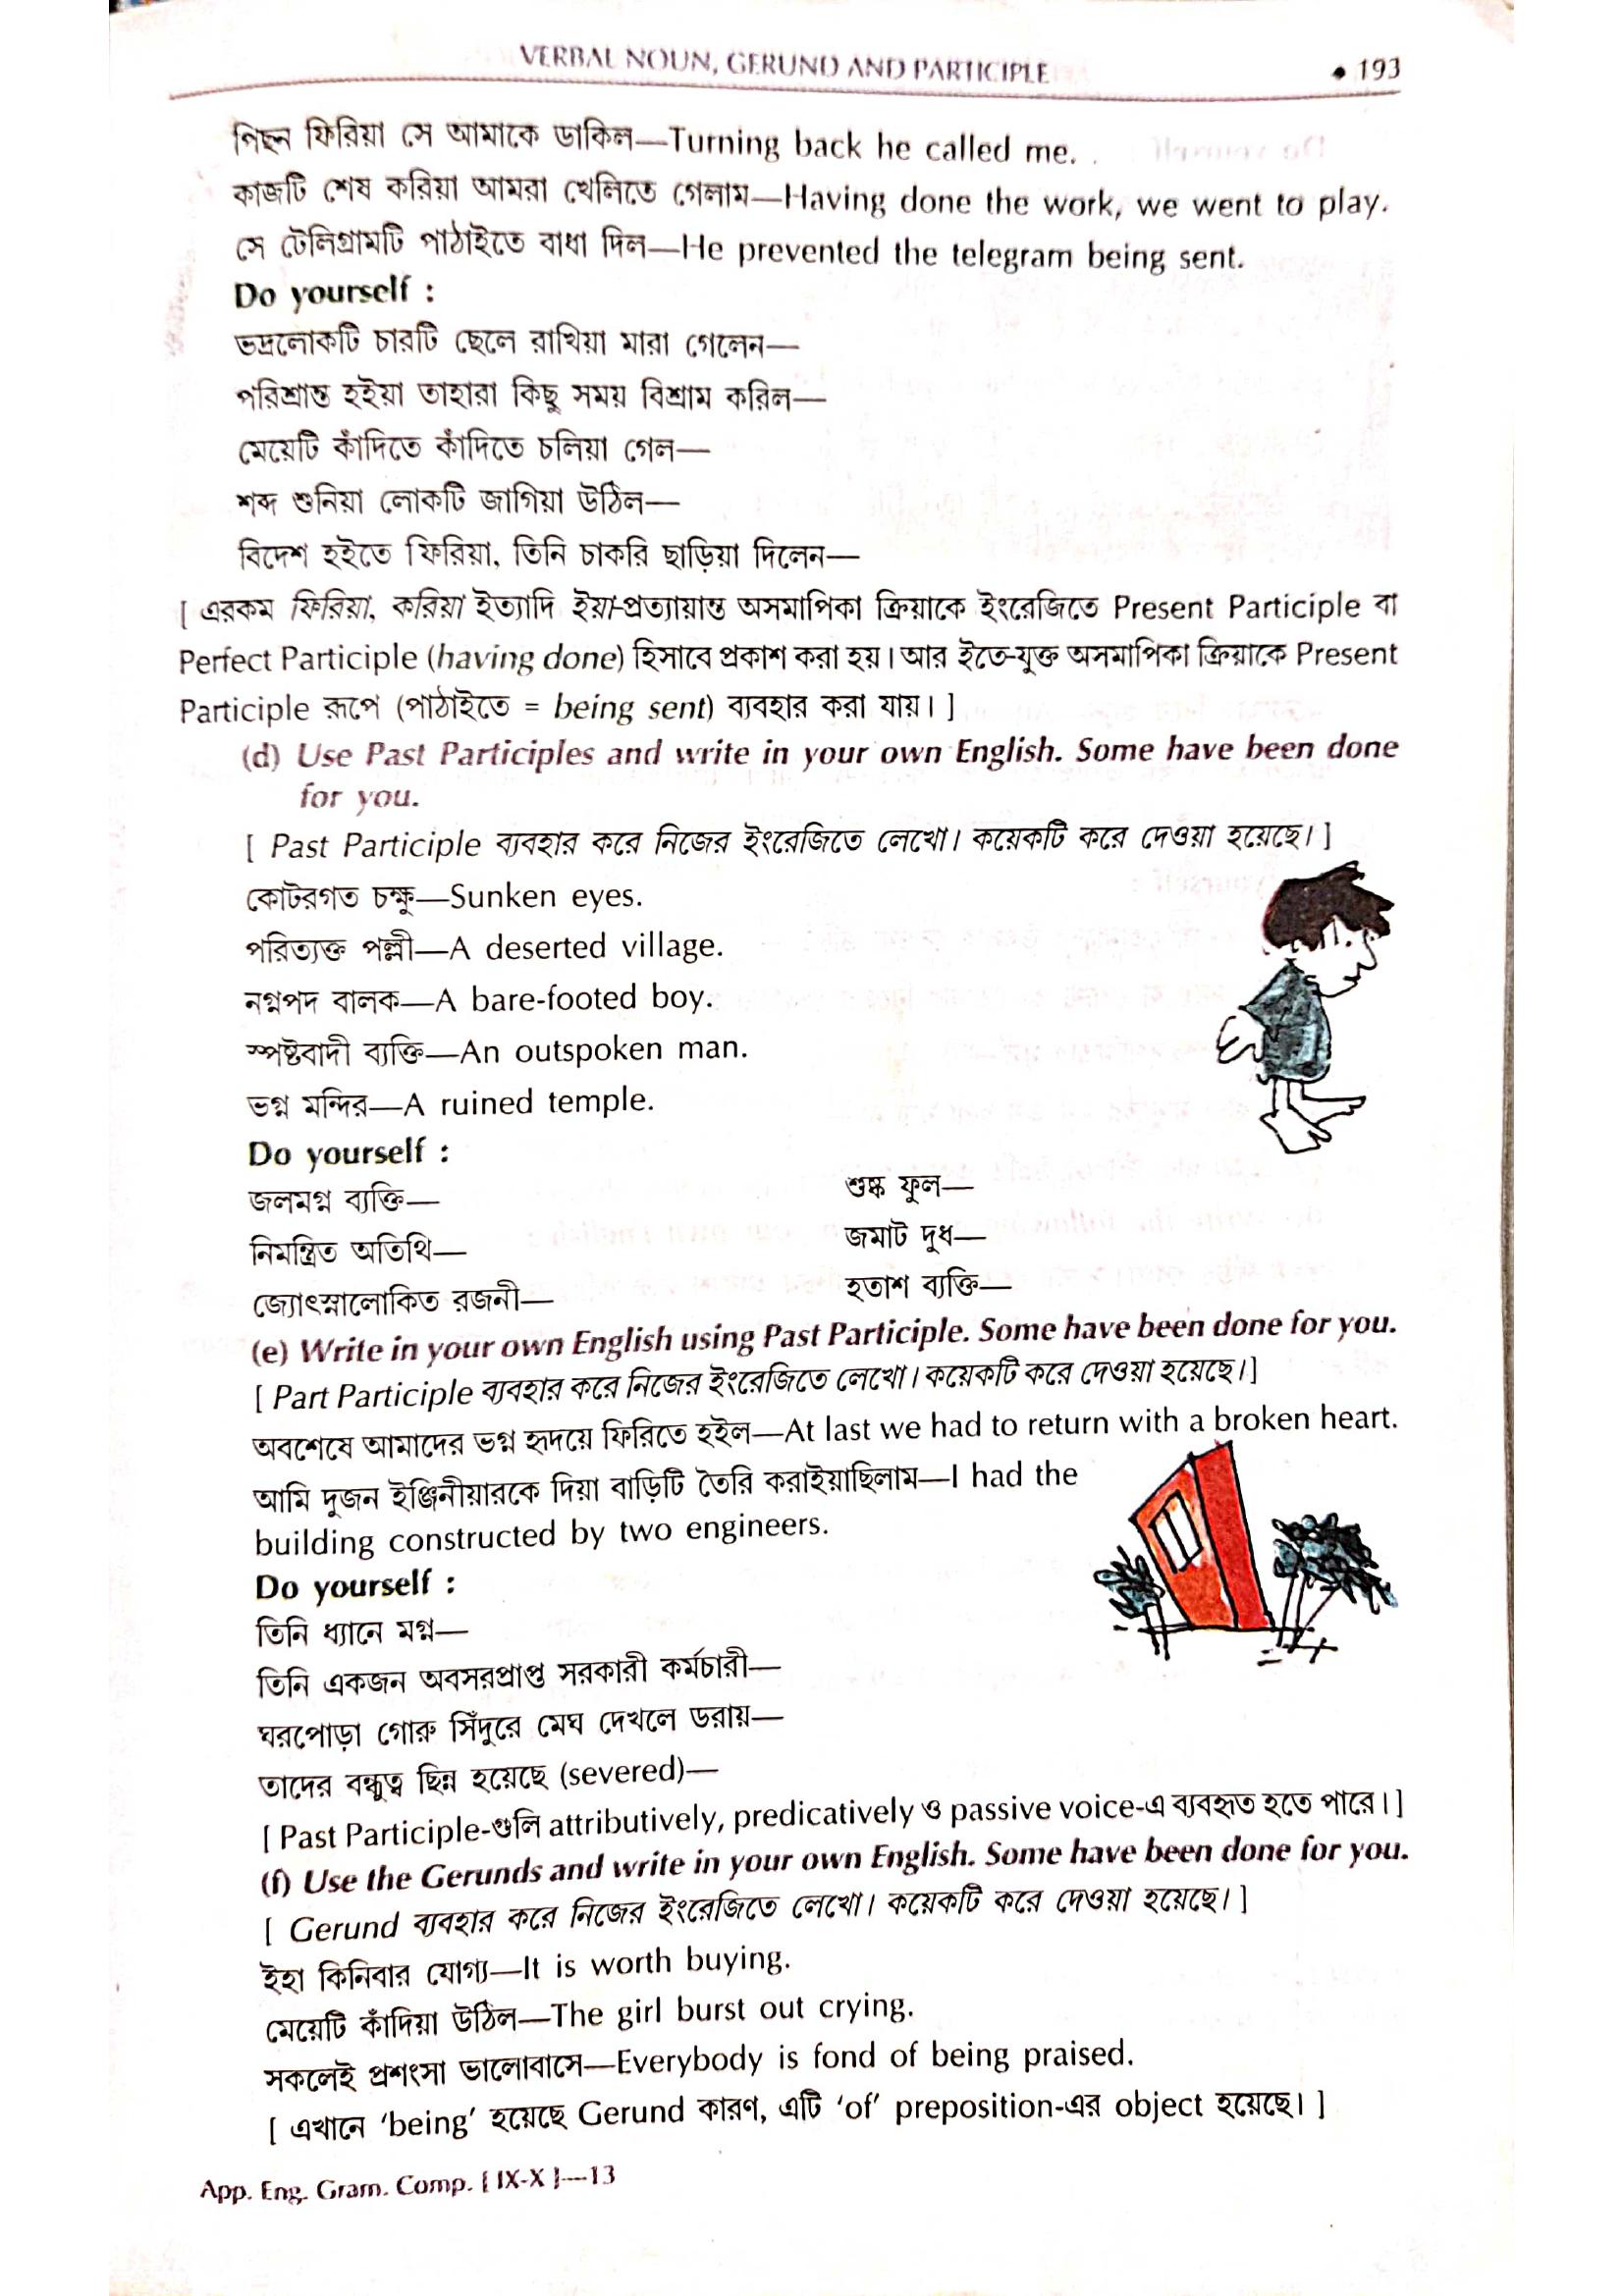 VERBAL NOUN, GERUND AND PARTICIPLE
• 193
পিছন ফিরিয়া সে আমাকে ডাকিল—Turning back he called me.
কাজটি শেষ করিয়া আমরা খেলিতে গেলাম—Having done the work, we went to play.
সে টেলিগ্রামটি পাঠাইতে বাধা দিল—He prevented the telegram being sent.
Do yourself :
ভদ্রলোকটি চারটি ছেলে রাখিয়া মারা গেলেন—
পরিশ্রান্ত হইয়া তাহারা কিছু সময় বিশ্রাম করিল—
মেয়েটি কাঁদিতে কাঁদিতে চলিয়া গেল—
শব্দ শুনিয়া লোকটি জাগিয়া উঠিল—
বিদেশ হইতে ফিরিয়া, তিনি চাকরি ছাড়িয়া দিলেন—
[ এরকম ফিরিয়া, করিয়া ইত্যাদি ইয়া-প্রত্যায়ান্ত অসমাপিকা ক্রিয়াকে ইংরেজিতে Present Participle বা
Perfect Participle (having done) হিসাবে প্রকাশ করা হয়। আর ইতে-যুক্ত অসমাপিকা ক্রিয়াকে Present
Participle রূপে (পাঠাইতে = being sent) ব্যবহার করা যায়। ]
(d) Use Past Participles and write in your own English. Some have been done
for you.
[ Past Participle ব্যবহার করে নিজের ইংরেজিতে লেখো। কয়েকটি করে দেওয়া হয়েছে। ]
কোটরগত চক্ষু—Sunken eyes.
পরিত্যক্ত পল্লী—A deserted village.
নগ্নপদ বালক—A bare-footed boy.
স্পষ্টবাদী ব্যক্তি—An outspoken man.
ভগ্ন মন্দির—A ruined temple.
Do yourself :
জলমগ্ন ব্যক্তি— শুষ্ক ফুল—
নিমন্ত্রিত অতিথি— জমাট দুধ—
জ্যোৎস্নালোকিত রজনী— হতাশ ব্যক্তি—
(e) Write in your own English using Past Participle. Some have been done for you.
[ Part Participle ব্যবহার করে নিজের ইংরেজিতে লেখো। কয়েকটি করে দেওয়া হয়েছে।]
অবশেষে আমাদের ভগ্ন হৃদয়ে ফিরিতে হইল—At last we had to return with a broken heart.
আমি দুজন ইঞ্জিনীয়ারকে দিয়া বাড়িটি তৈরি করাইয়াছিলাম—I had the
building constructed by two engineers.
Do yourself :
তিনি ধ্যানে মগ্ন—
তিনি একজন অবসরপ্রাপ্ত সরকারী কর্মচারী—
ঘরপোড়া গোরু সিঁদুরে মেঘ দেখলে ডরায়—
তাদের বন্ধুত্ব ছিন্ন হয়েছে (severed)—
[ Past Participle-গুলি attributively, predicatively ও passive voice-এ ব্যবহৃত হতে পারে। ]
(f) Use the Gerunds and write in your own English. Some have been done for you.
[ Gerund ব্যবহার করে নিজের ইংরেজিতে লেখো। কয়েকটি করে দেওয়া হয়েছে। ]
ইহা কিনিবার যোগ্য—It is worth buying.
মেয়েটি কাঁদিয়া উঠিল—The girl burst out crying.
সকলেই প্রশংসা ভালোবাসে—Everybody is fond of being praised.
[ এখানে ‘being’ হয়েছে Gerund কারণ, এটি ‘of’ preposition-এর object হয়েছে। ]
App. Eng. Gram. Comp. [ IX-X ]—13